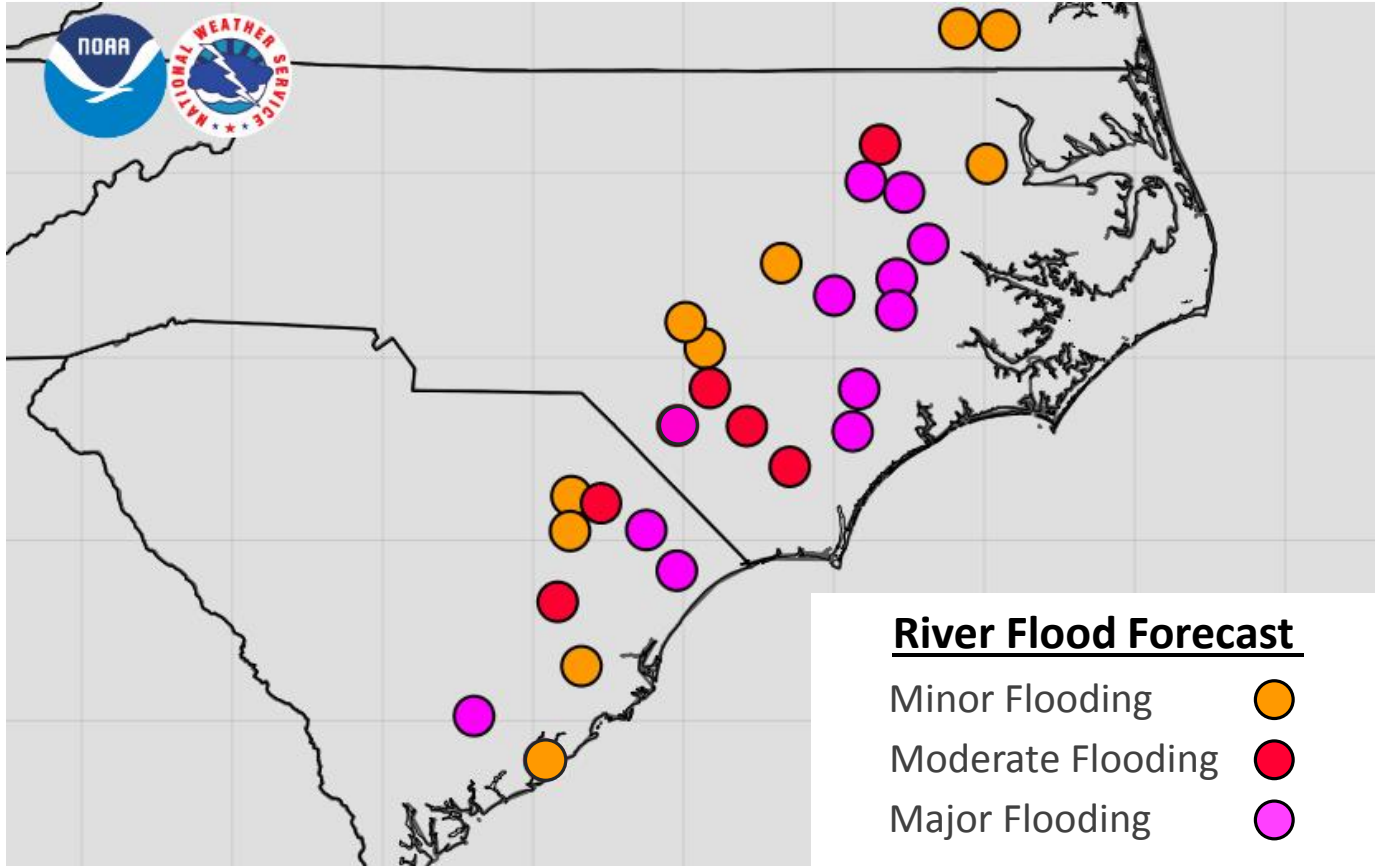 NOAA
NATIONAL WEATHER SERVICE
River Flood Forecast
Minor Flooding
Moderate Flooding
Major Flooding